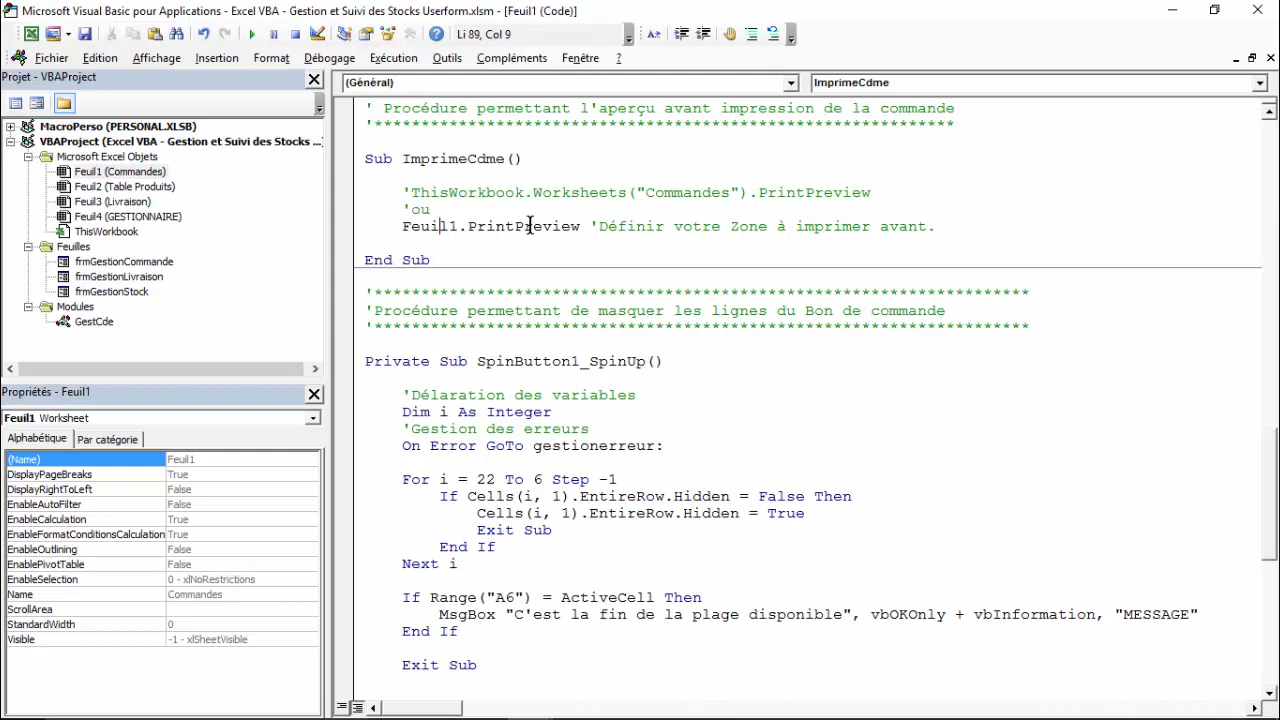 Microsoft Visual Basic pour Applications - Excel VBA - Gestion et Suivi des Stocks Userform.xlsm - [Feuil1 (Code)]
Li 89, Col 9
Fichier Edition Affichage Insertion Format Débogage Exécution Outils Compléments Fenêtre ?
Projet - VBAProject
MacroPerso (PERSONAL.XLSB)
VBAProject (Excel VBA - Gestion et Suivi des Stocks ...
Microsoft Excel Objets
Feuil1 (Commandes)
Feuil2 (Table Produits)
Feuil3 (Livraison)
Feuil4 (GESTIONNAIRE)
ThisWorkbook
Feuilles
frmGestionCommande
frmGestionLivraison
frmGestionStock
Modules
GestCde
Propriétés - Feuil1
Feuil1 Worksheet
Alphabétique Par catégorie
(Name) Feuil1
DisplayPageBreaks True
DisplayRightToLeft False
EnableAutoFilter False
EnableCalculation True
EnableFormatConditionsCalculation True
EnableOutlining False
EnablePivotTable False
EnableSelection 0 - xlNoRestrictions
Name Commandes
ScrollArea
StandardWidth 0
Visible -1 - xlSheetVisible
(Général) ImprimeCdme
' Procédure permettant l'aperçu avant impression de la commande
'**************************************************************
Sub ImprimeCdme()
'ThisWorkbook.Worksheets("Commandes").PrintPreview
'ou
Feuil1.PrintPreview 'Définir votre Zone à imprimer avant.
End Sub
'**********************************************************************
'Procédure permettant de masquer les lignes du Bon de commande
'**********************************************************************
Private Sub SpinButton1_SpinUp()
'Délaration des variables
Dim i As Integer
'Gestion des erreurs
On Error GoTo gestionerreur:
For i = 22 To 6 Step -1
If Cells(i, 1).EntireRow.Hidden = False Then
Cells(i, 1).EntireRow.Hidden = True
Exit Sub
End If
Next i
If Range("A6") = ActiveCell Then
MsgBox "C'est la fin de la plage disponible", vbOKOnly + vbInformation, "MESSAGE"
End If
Exit Sub